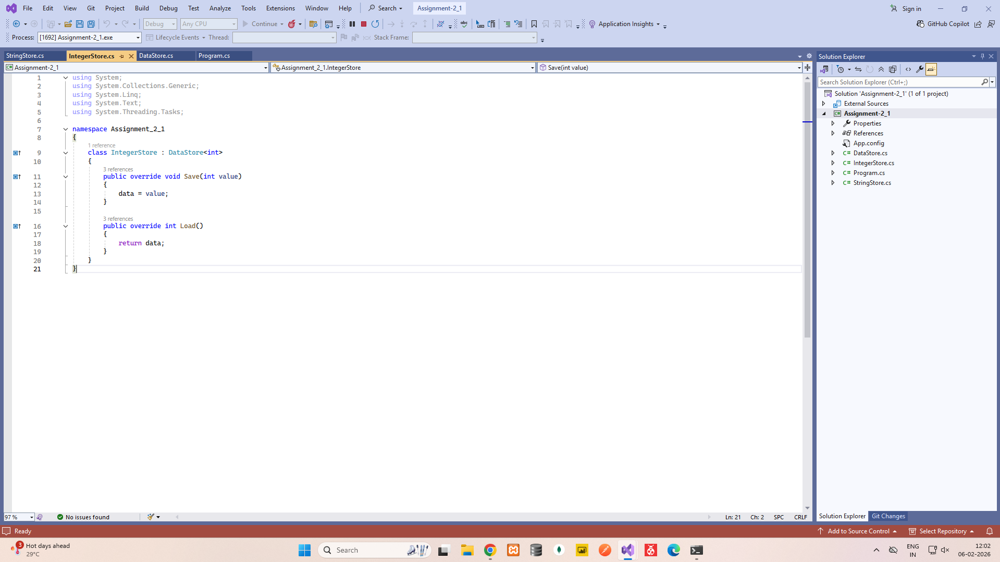 File Edit View Git Project Build Debug Test Analyze Tools Extensions Window Help Search Assignment-2_1 Sign in
Debug Any CPU Continue Application Insights GitHub Copilot
Process: [1692] Assignment-2_1.exe Lifecycle Events Thread: Stack Frame:
StringStore.cs IntegerStore.cs DataStore.cs Program.cs
Assignment-2_1 Assignment_2_1.IntegerStore Save(int value)
1 using System;
2 using System.Collections.Generic;
3 using System.Linq;
4 using System.Text;
5 using System.Threading.Tasks;
6
7 namespace Assignment_2_1
8 {
1 reference
9 class IntegerStore : DataStore<int>
10 {
3 references
11 public override void Save(int value)
12 {
13 data = value;
14 }
15
3 references
16 public override int Load()
17 {
18 return data;
19 }
20 }
21 }
97 % No issues found Ln: 21 Ch: 2 SPC CRLF
Solution Explorer
Search Solution Explorer (Ctrl+;)
Solution 'Assignment-2_1' (1 of 1 project)
External Sources
C# Assignment-2_1
Properties
References
App.config
C# DataStore.cs
C# IntegerStore.cs
C# Program.cs
C# StringStore.cs
Solution Explorer Git Changes
Ready Add to Source Control Select Repository
3 Hot days ahead
29°C
Search
ENG
IN
12:02
06-02-2026